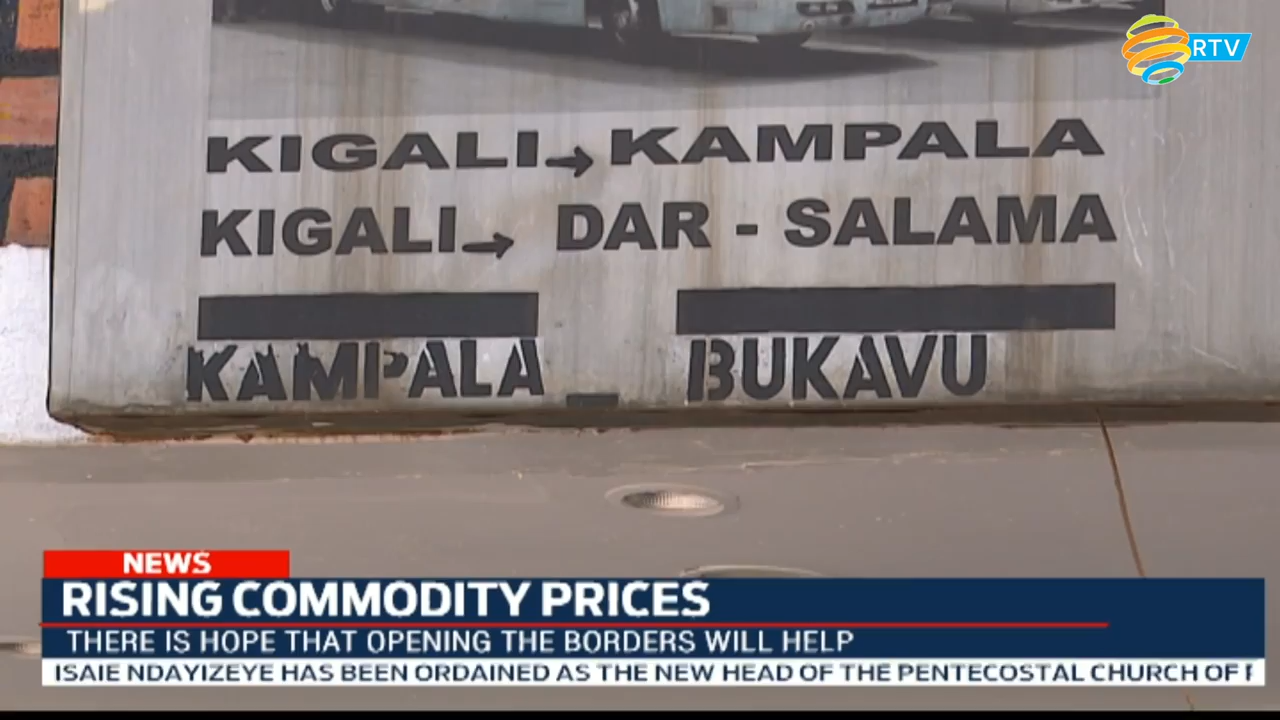 RTV
KIGALI → KAMPALA
KIGALI → DAR - SALAMA
KAMPALA _ BUKAVU
NEWS
RISING COMMODITY PRICES
THERE IS HOPE THAT OPENING THE BORDERS WILL HELP
ISAIE NDAYIZEYE HAS BEEN ORDAINED AS THE NEW HEAD OF THE PENTECOSTAL CHURCH OF